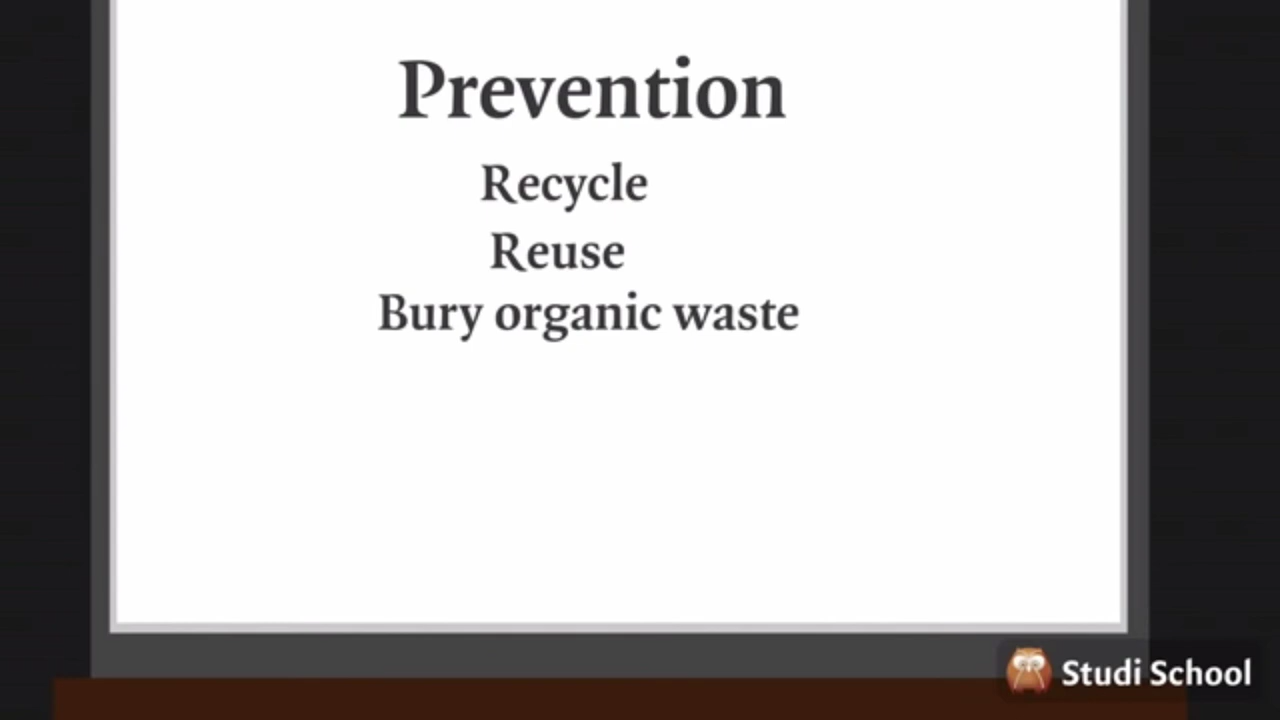 Prevention
Recycle
Reuse
Bury organic waste
Studi School